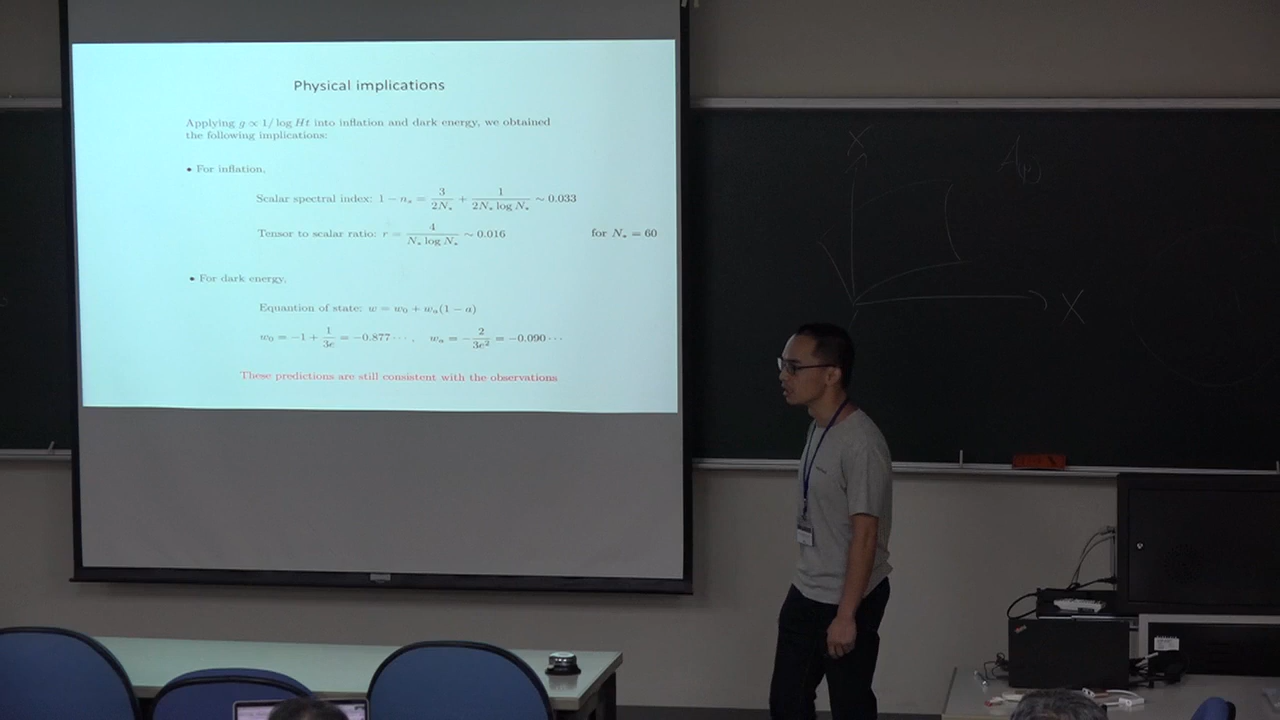 Physical implications
Applying g ∝ 1/ log Ht into inflation and dark energy, we obtained
the following implications:
• For inflation,
Scalar spectral index: 1 − n_s = 3/(2N_*) + 1/(2N_* log N_*) ∼ 0.033
Tensor to scalar ratio: r = 4/(N_* log N_*) ∼ 0.016 for N_* = 60
• For dark energy,
Equantion of state: w = w_0 + w_a(1 − a)
w_0 = −1 + 1/(3e) = −0.877···, w_a = −2/(3e^2) = −0.090···
These predictions are still consistent with the observations
X
X